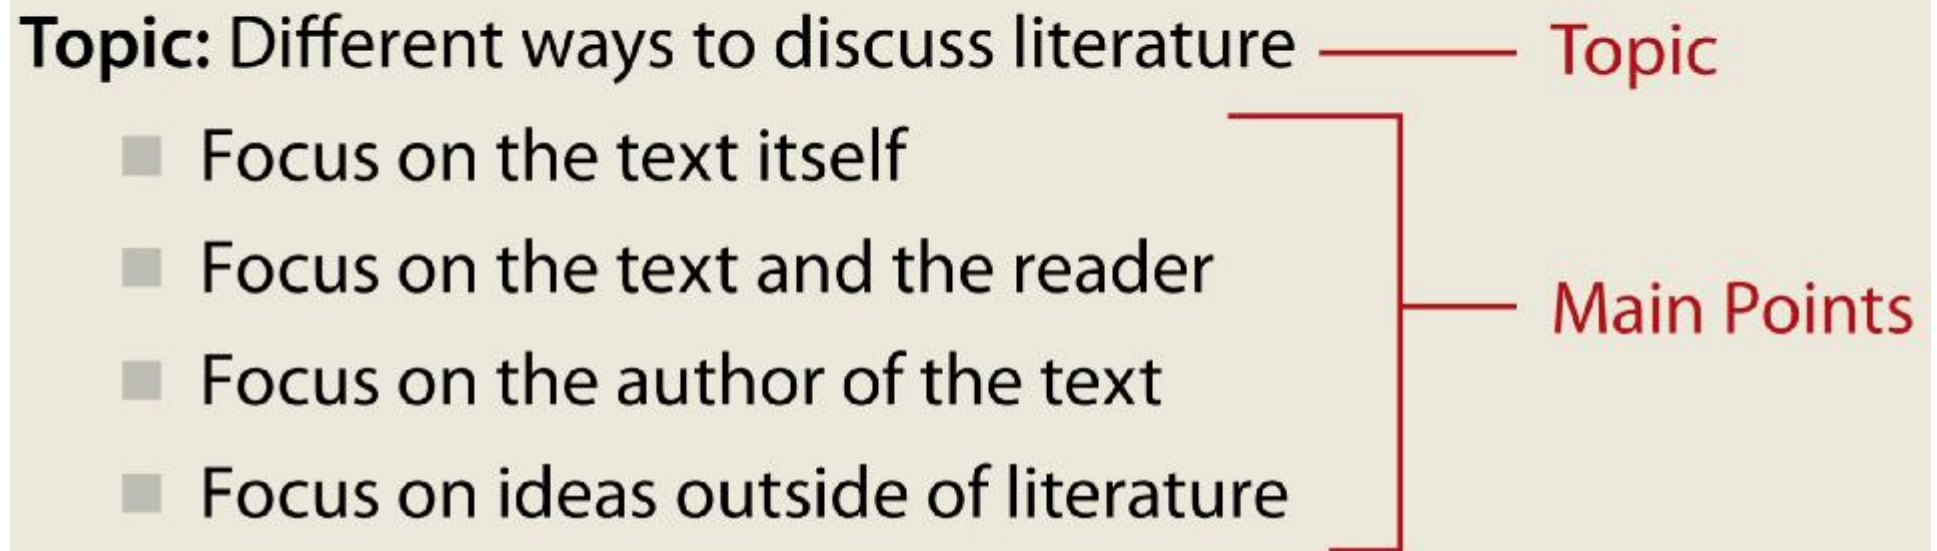 Topic: Different ways to discuss literature
Topic
Focus on the text itself
Focus on the text and the reader
Focus on the author of the text
Focus on ideas outside of literature
Main Points